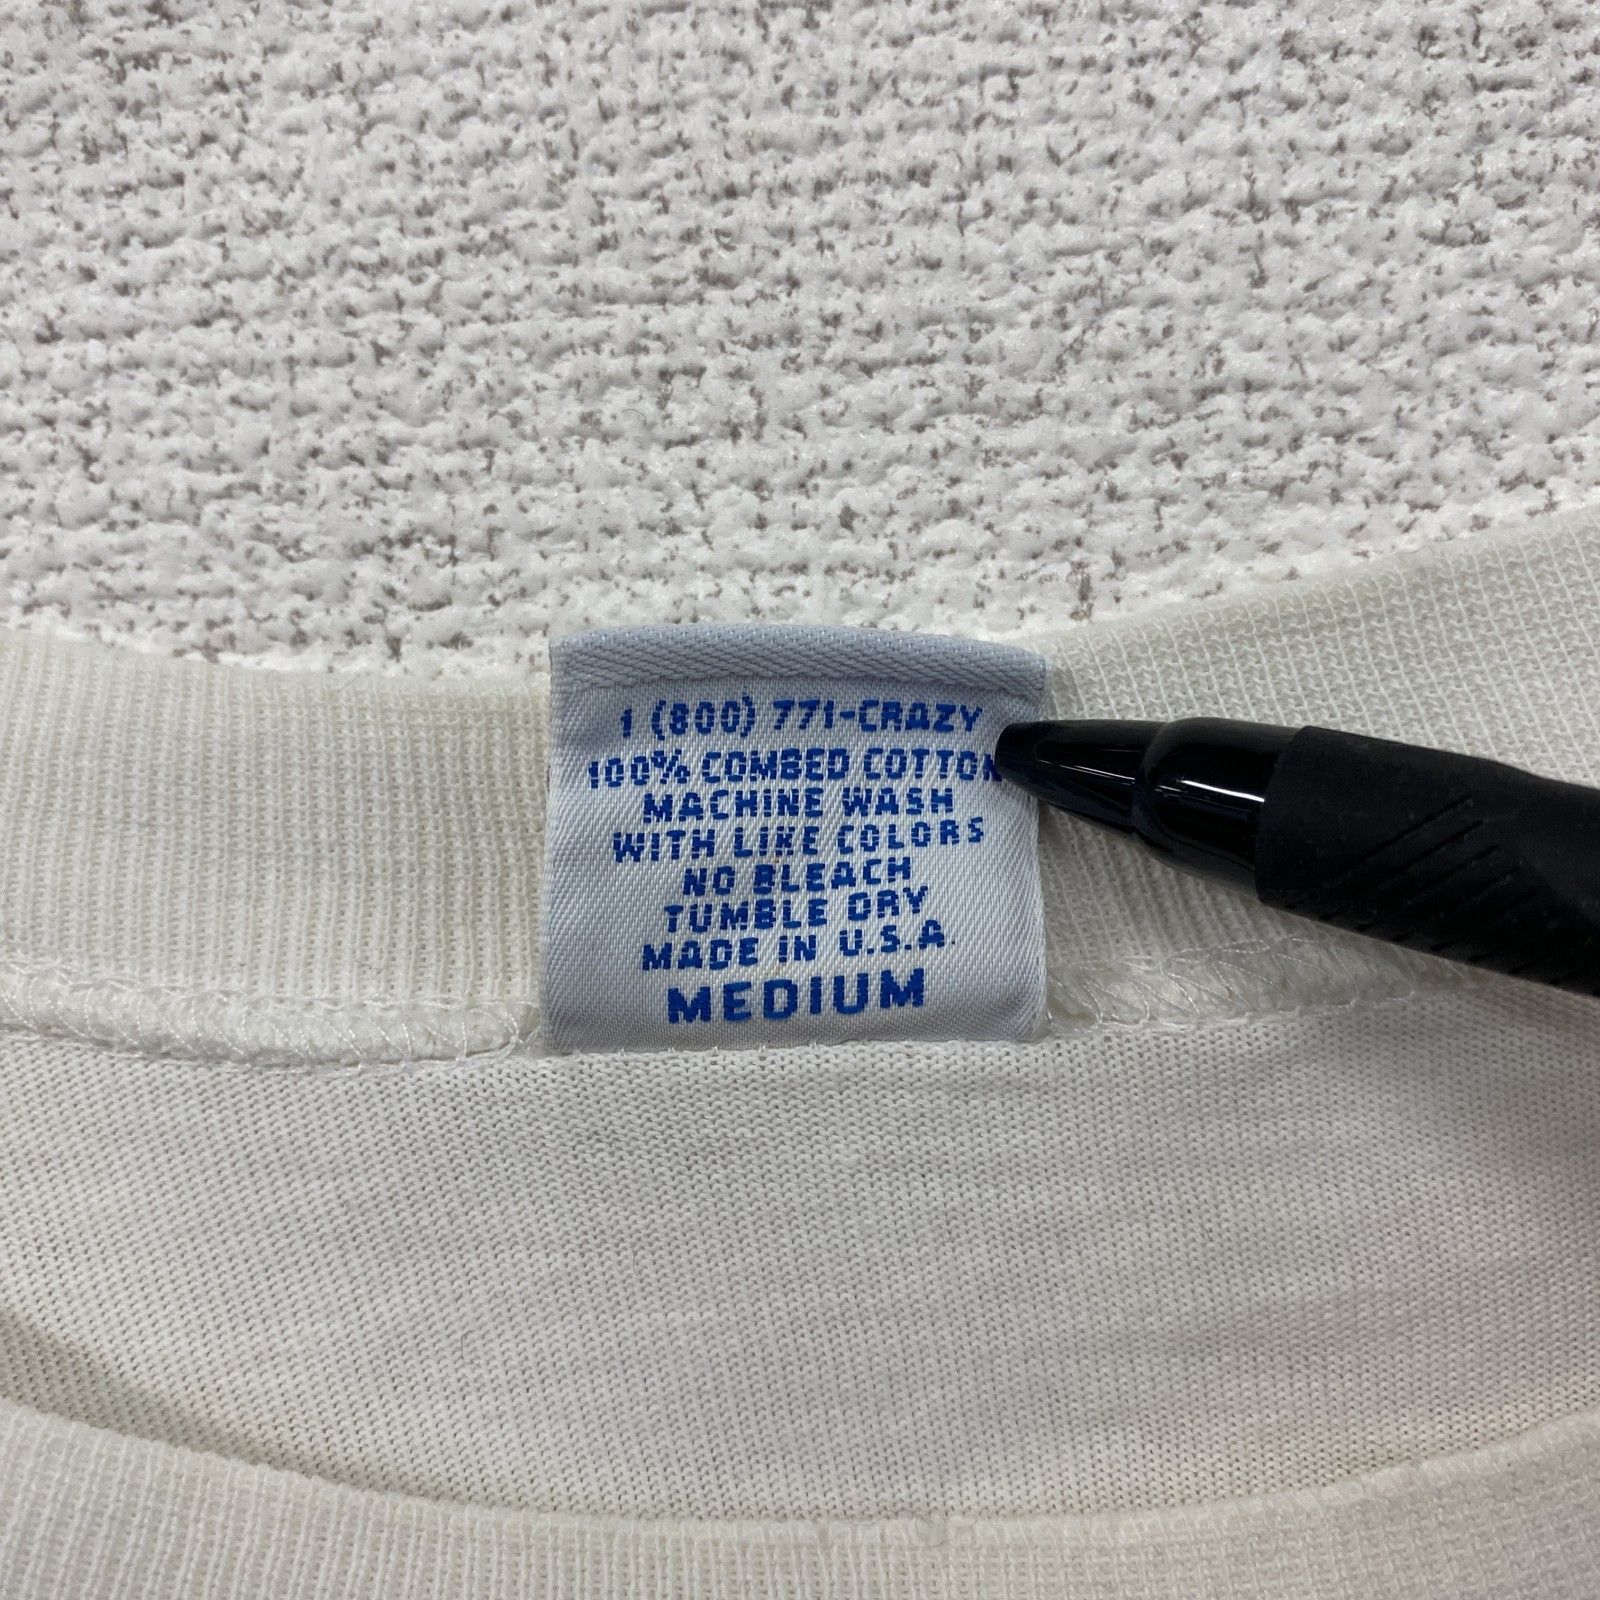 1 (800) 771-CRAZY
100% COMBED COTTON
MACHINE WASH
WITH LIKE COLORS
NO BLEACH
TUMBLE DRY
MADE IN U.S.A.
MEDIUM